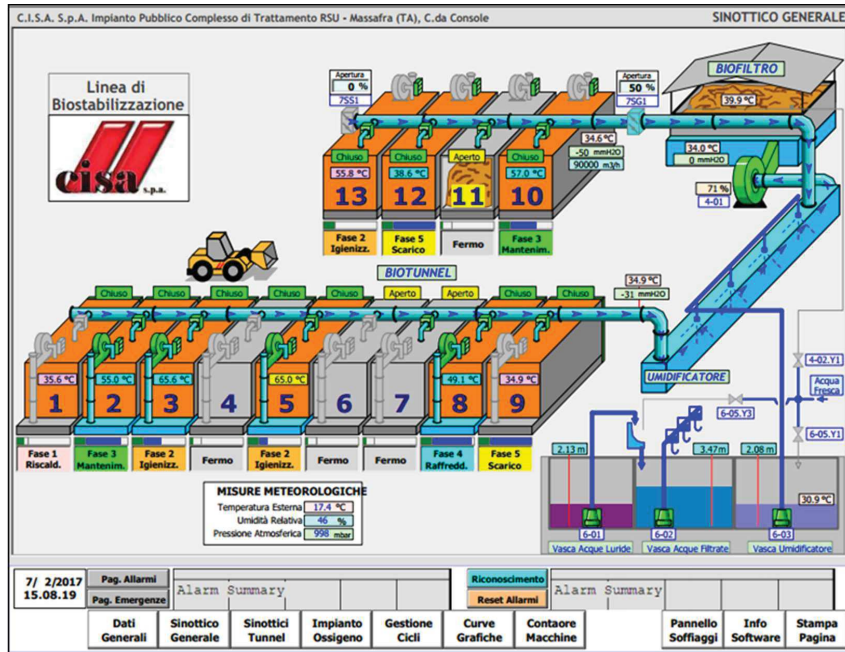 C.I.S.A. S.p.A. Impianto Pubblico Complesso di Trattamento RSU - Massafra (TA), C.da Console
SINOTTICO GENERALE
Linea di
Biostabilizzazione
cisa
s.p.a.
Apertura
0 %
7SS1
Apertura
50 %
7SG1
BIOFILTRO
39.9 °C
34.6 °C
-50 mmH2O
90000 m3/h
34.0 °C
0 mmH2O
71 %
4-01
Chiuso
Chiuso
Aperto
Chiuso
55.8 °C
38.6 °C
57.0 °C
13
12
11
10
Fase 2
Igienizz.
Fase 5
Scarico
Fermo
Fase 3
Mantenim.
BIOTUNNEL
Chiuso
Chiuso
Chiuso
Chiuso
Chiuso
Aperto
Aperto
Chiuso
Chiuso
34.9 °C
-31 mmH2O
35.6 °C
55.0 °C
65.6 °C
65.0 °C
49.1 °C
34.9 °C
1
2
3
4
5
6
7
8
9
Fase 1
Riscald.
Fase 3
Mantenim.
Fase 2
Igienizz.
Fermo
Fase 2
Igienizz.
Fermo
Fermo
Fase 4
Raffredd.
Fase 5
Scarico
UMIDIFICATORE
4-02.Y1
Acqua
Fresca
6-05.Y3
6-05.Y1
2.13 m
3.47m
2.08 m
30.9 °C
6-01
6-02
6-03
Vasca Acque Luride
Vasca Acque Filtrate
Vasca Umidificatore
MISURE METEOROLOGICHE
Temperatura Esterna 17.4 °C
Umidità Relativa 46 %
Pressione Atmosferica 998 mbar
7/ 2/2017
15.08.19
Pag. Allarmi
Pag. Emergenze
Alarm Summary
Riconoscimento
Reset Allarmi
Alarm Summary
Dati
Generali
Sinottico
Generale
Sinottici
Tunnel
Impianto
Ossigeno
Gestione
Cicli
Curve
Grafiche
Contaore
Macchine
Pannello
Soffiaggi
Info
Software
Stampa
Pagina